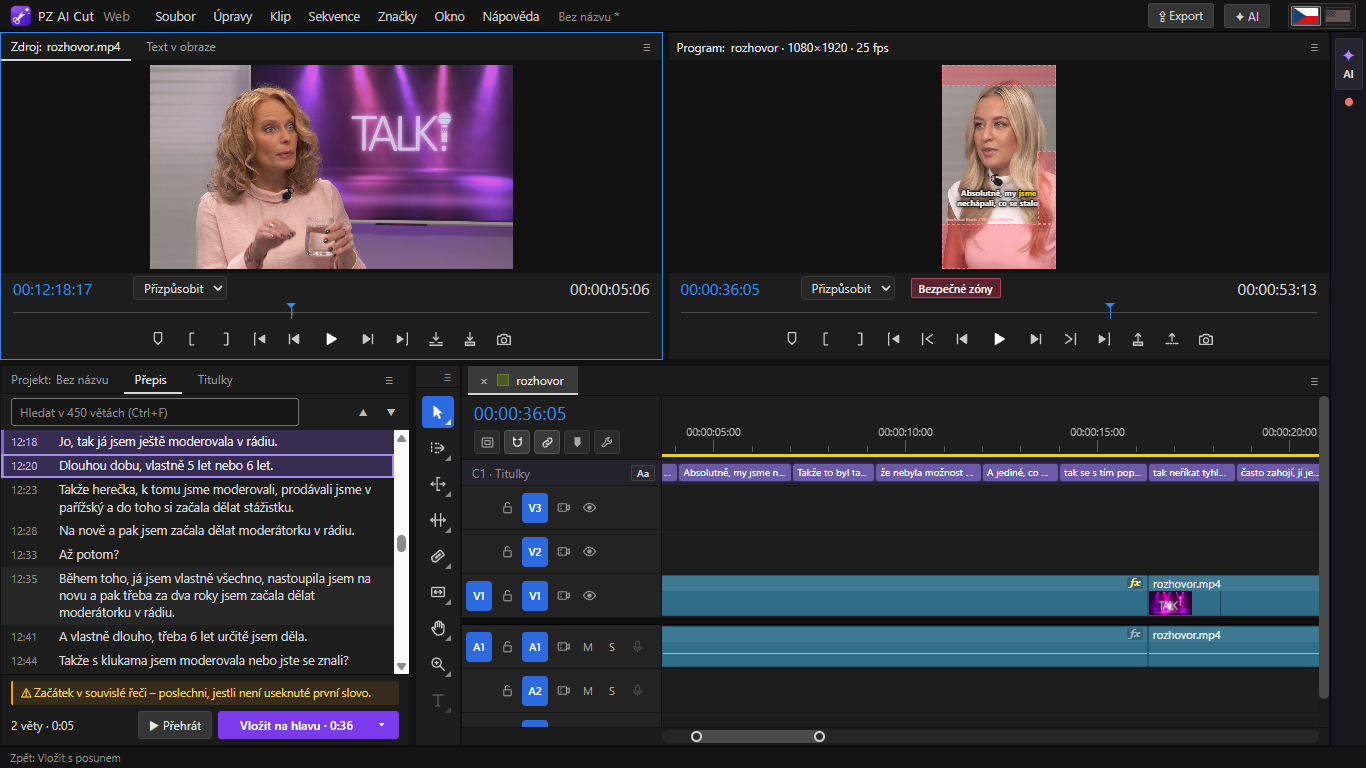 PZ AI Cut Web Soubor Úpravy Klip Sekvence Značky Okno Nápověda Bez názvu * Export AI
Zdroj: rozhovor.mp4 Text v obraze
TALK!
00:12:18:17 Přizpůsobit 00:00:05:06
Program: rozhovor · 1080×1920 · 25 fps
Absolutně, my jsme
nechápali, co se stalo
00:00:36:05 Přizpůsobit Bezpečné zóny 00:00:53:13
AI
Projekt: Bez názvu Přepis Titulky
Hledat v 450 větách (Ctrl+F)
12:18 Jo, tak já jsem ještě moderovala v rádiu.
12:20 Dlouhou dobu, vlastně 5 let nebo 6 let.
12:23 Takže herečka, k tomu jsme moderovali, prodávali jsme v
pařížský a do toho si začala dělat stážistku.
12:28 Na nově a pak jsem začala dělat moderátorku v rádiu.
12:33 Až potom?
12:35 Během toho, já jsem vlastně všechno, nastoupila jsem na
novu a pak třeba za dva roky jsem začala dělat
moderátorku v rádiu.
12:41 A vlastně dlouho, třeba 6 let určitě jsem děla.
12:44 Takže s klukama jsem moderovala nebo jste se znali?
Začátek v souvislé řeči – poslechni, jestli není useknuté první slovo.
2 věty · 0:05 Přehrát Vložit na hlavu · 0:36
rozhovor
00:00:36:05
00:00:05:00 00:00:10:00 00:00:15:00 00:00:20:00
C1 · Titulky Aa ... Absolutně, my jsme n... Takže to byl ta... že nebyla možnost ... A jediné, co ... tak se s tím pop... tak neříkat tyhl... často zahojí, jí je...
V3
V2
V1 V1 fx rozhovor.mp4
TALK
A1 A1 M S fx rozhovor.mp4
A2 M S
Zpět: Vložit s posunem